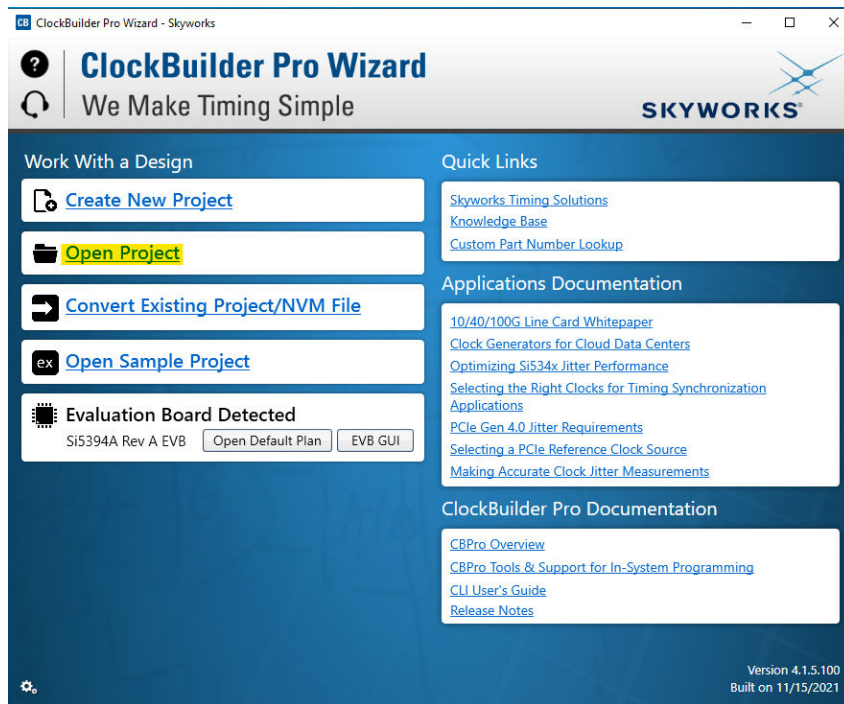 CB ClockBuilder Pro Wizard - Skyworks
? ClockBuilder Pro Wizard
We Make Timing Simple
SKYWORKS®
Work With a Design
Create New Project
Open Project
Convert Existing Project/NVM File
ex Open Sample Project
Evaluation Board Detected
Si5394A Rev A EVB Open Default Plan EVB GUI
Quick Links
Skyworks Timing Solutions
Knowledge Base
Custom Part Number Lookup
Applications Documentation
10/40/100G Line Card Whitepaper
Clock Generators for Cloud Data Centers
Optimizing Si534x Jitter Performance
Selecting the Right Clocks for Timing Synchronization
Applications
PCIe Gen 4.0 Jitter Requirements
Selecting a PCIe Reference Clock Source
Making Accurate Clock Jitter Measurements
ClockBuilder Pro Documentation
CBPro Overview
CBPro Tools & Support for In-System Programming
CLI User's Guide
Release Notes
Version 4.1.5.100
Built on 11/15/2021